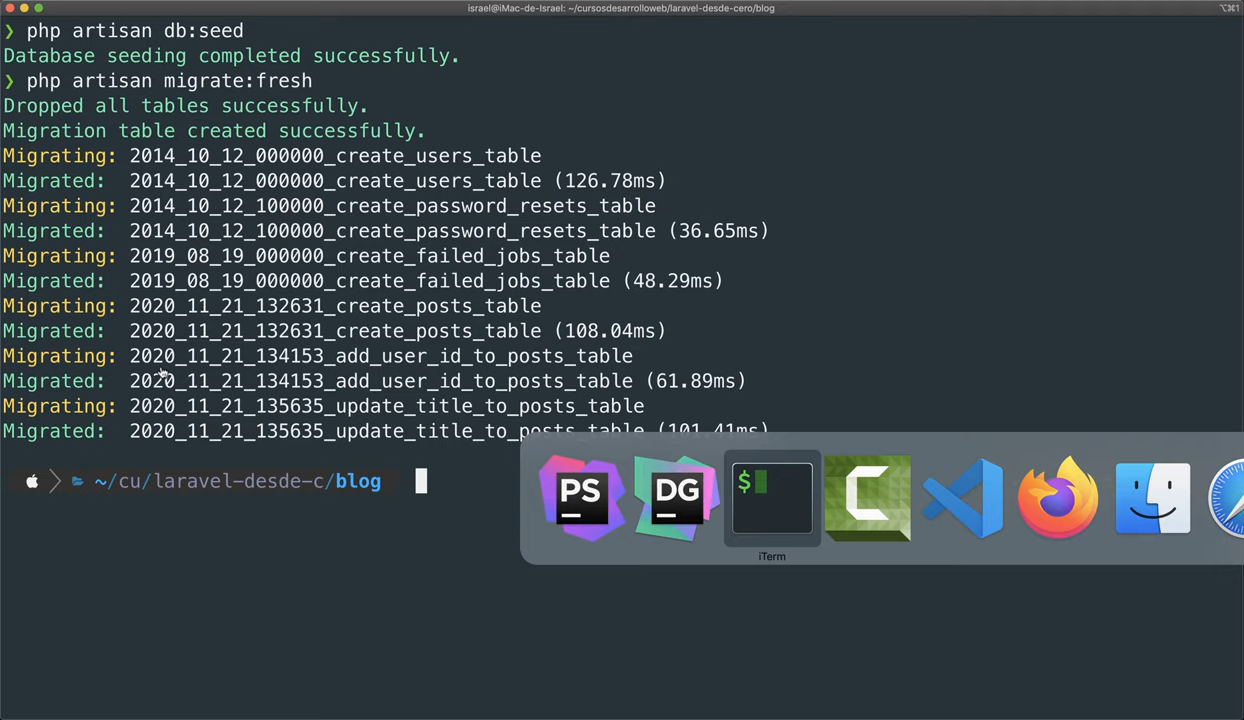 israel@iMac-de-Israel: ~/cursosdesarrolloweb/laravel-desde-cero/blog
⌥⌘1
❯ php artisan db:seed
Database seeding completed successfully.
❯ php artisan migrate:fresh
Dropped all tables successfully.
Migration table created successfully.
Migrating: 2014_10_12_000000_create_users_table
Migrated:  2014_10_12_000000_create_users_table (126.78ms)
Migrating: 2014_10_12_100000_create_password_resets_table
Migrated:  2014_10_12_100000_create_password_resets_table (36.65ms)
Migrating: 2019_08_19_000000_create_failed_jobs_table
Migrated:  2019_08_19_000000_create_failed_jobs_table (48.29ms)
Migrating: 2020_11_21_132631_create_posts_table
Migrated:  2020_11_21_132631_create_posts_table (108.04ms)
Migrating: 2020_11_21_134153_add_user_id_to_posts_table
Migrated:  2020_11_21_134153_add_user_id_to_posts_table (61.89ms)
Migrating: 2020_11_21_135635_update_title_to_posts_table
Migrated:  2020_11_21_135635_update_title_to_posts_table (101.41ms)
~/cu/laravel-desde-c/blog
PS
DG
$
C
iTerm